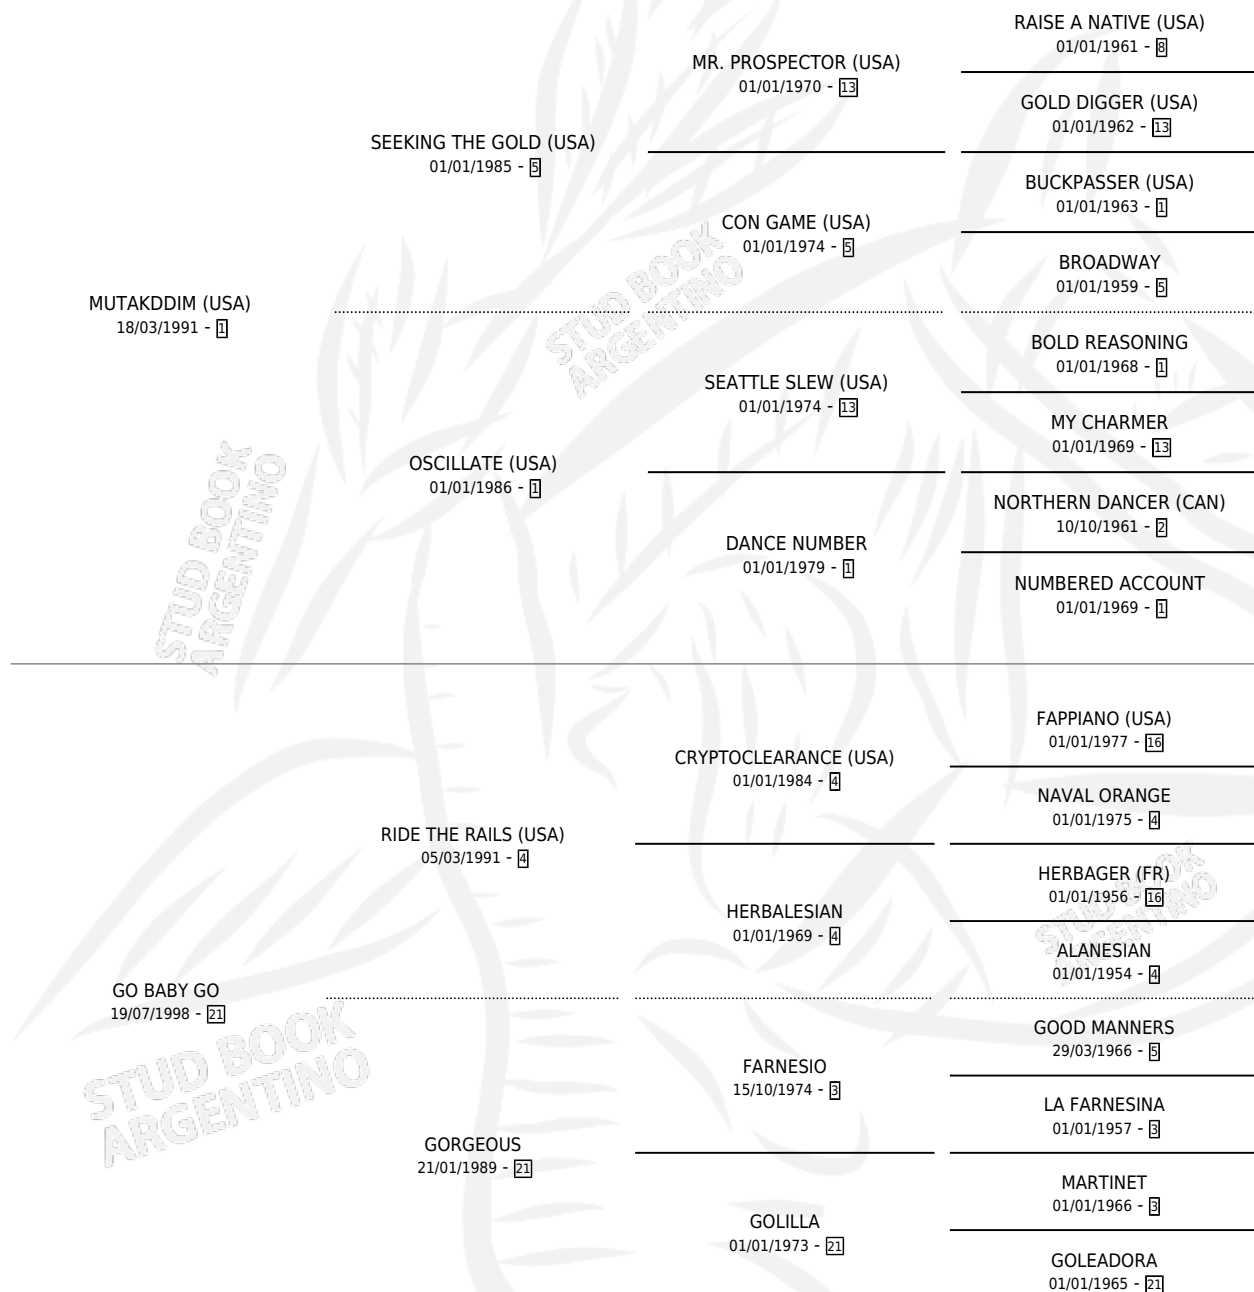 RAISE A NATIVE (USA)
01/01/1961 - 8
MR. PROSPECTOR (USA)
01/01/1970 - 13
GOLD DIGGER (USA)
01/01/1962 - 13
SEEKING THE GOLD (USA)
01/01/1985 - 5
BUCKPASSER (USA)
01/01/1963 - 1
CON GAME (USA)
01/01/1974 - 5
BROADWAY
01/01/1959 - 5
MUTAKDDIM (USA)
18/03/1991 - 1
BOLD REASONING
01/01/1968 - 1
SEATTLE SLEW (USA)
01/01/1974 - 13
MY CHARMER
01/01/1969 - 13
OSCILLATE (USA)
01/01/1986 - 1
NORTHERN DANCER (CAN)
10/10/1961 - 2
DANCE NUMBER
01/01/1979 - 1
NUMBERED ACCOUNT
01/01/1969 - 1
FAPPIANO (USA)
01/01/1977 - 16
CRYPTOCLEARANCE (USA)
01/01/1984 - 4
NAVAL ORANGE
01/01/1975 - 4
RIDE THE RAILS (USA)
05/03/1991 - 4
HERBAGER (FR)
01/01/1956 - 16
HERBALESIAN
01/01/1969 - 4
ALANESIAN
01/01/1954 - 4
GO BABY GO
19/07/1998 - 21
GOOD MANNERS
29/03/1966 - 5
FARNESIO
15/10/1974 - 3
LA FARNESINA
01/01/1957 - 3
GORGEOUS
21/01/1989 - 21
MARTINET
01/01/1966 - 3
GOLILLA
01/01/1973 - 21
GOLEADORA
01/01/1965 - 21
STUD BOOK
ARGENTINO
STUD BOOK
ARGENTINO
STUD BOOK
ARGENTINO
STUD BOOK
ARGENTINO